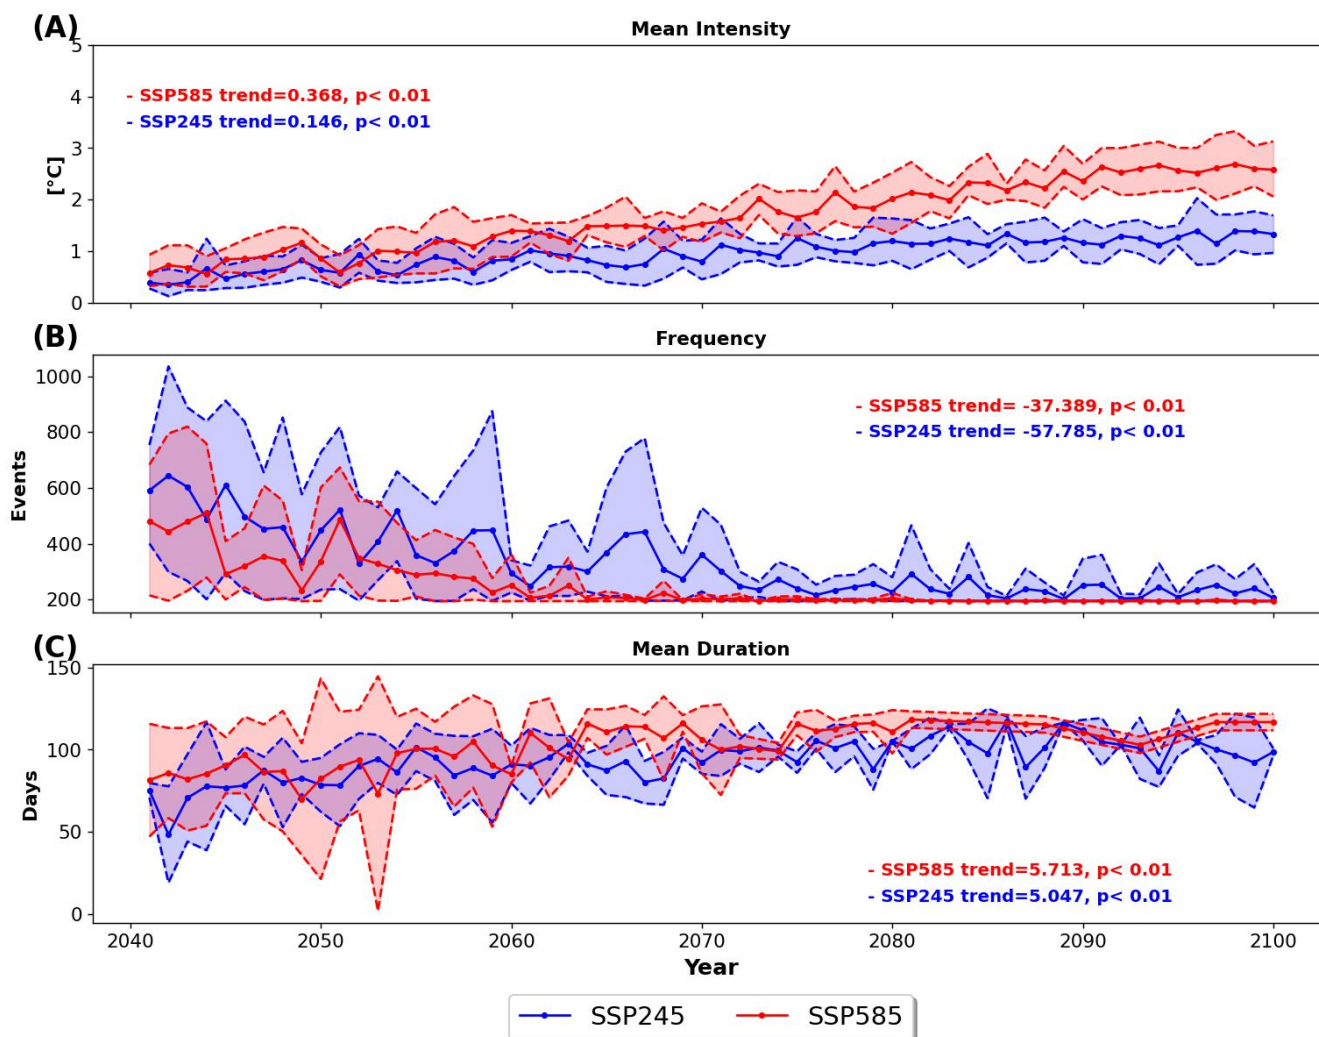 (A)
Mean Intensity
5
4
3
2
1
0
[°C]
- SSP585 trend=0.368, p< 0.01
- SSP245 trend=0.146, p< 0.01
(B)
Frequency
1000
800
600
400
200
Events
- SSP585 trend= -37.389, p< 0.01
- SSP245 trend= -57.785, p< 0.01
(C)
Mean Duration
150
100
50
0
Days
- SSP585 trend=5.713, p< 0.01
- SSP245 trend=5.047, p< 0.01
2040 2050 2060 2070 2080 2090 2100
Year
SSP245 SSP585